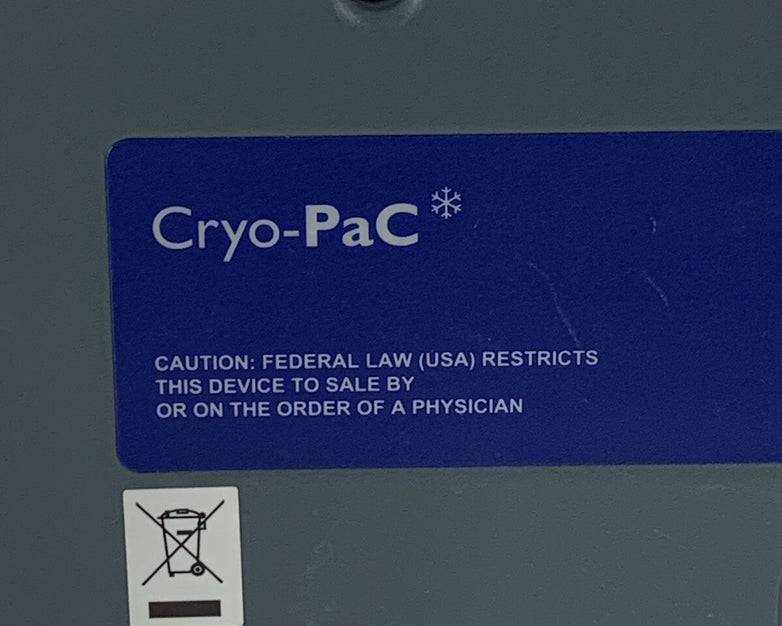 Cryo-PaC
CAUTION: FEDERAL LAW (USA) RESTRICTS
THIS DEVICE TO SALE BY
OR ON THE ORDER OF A PHYSICIAN